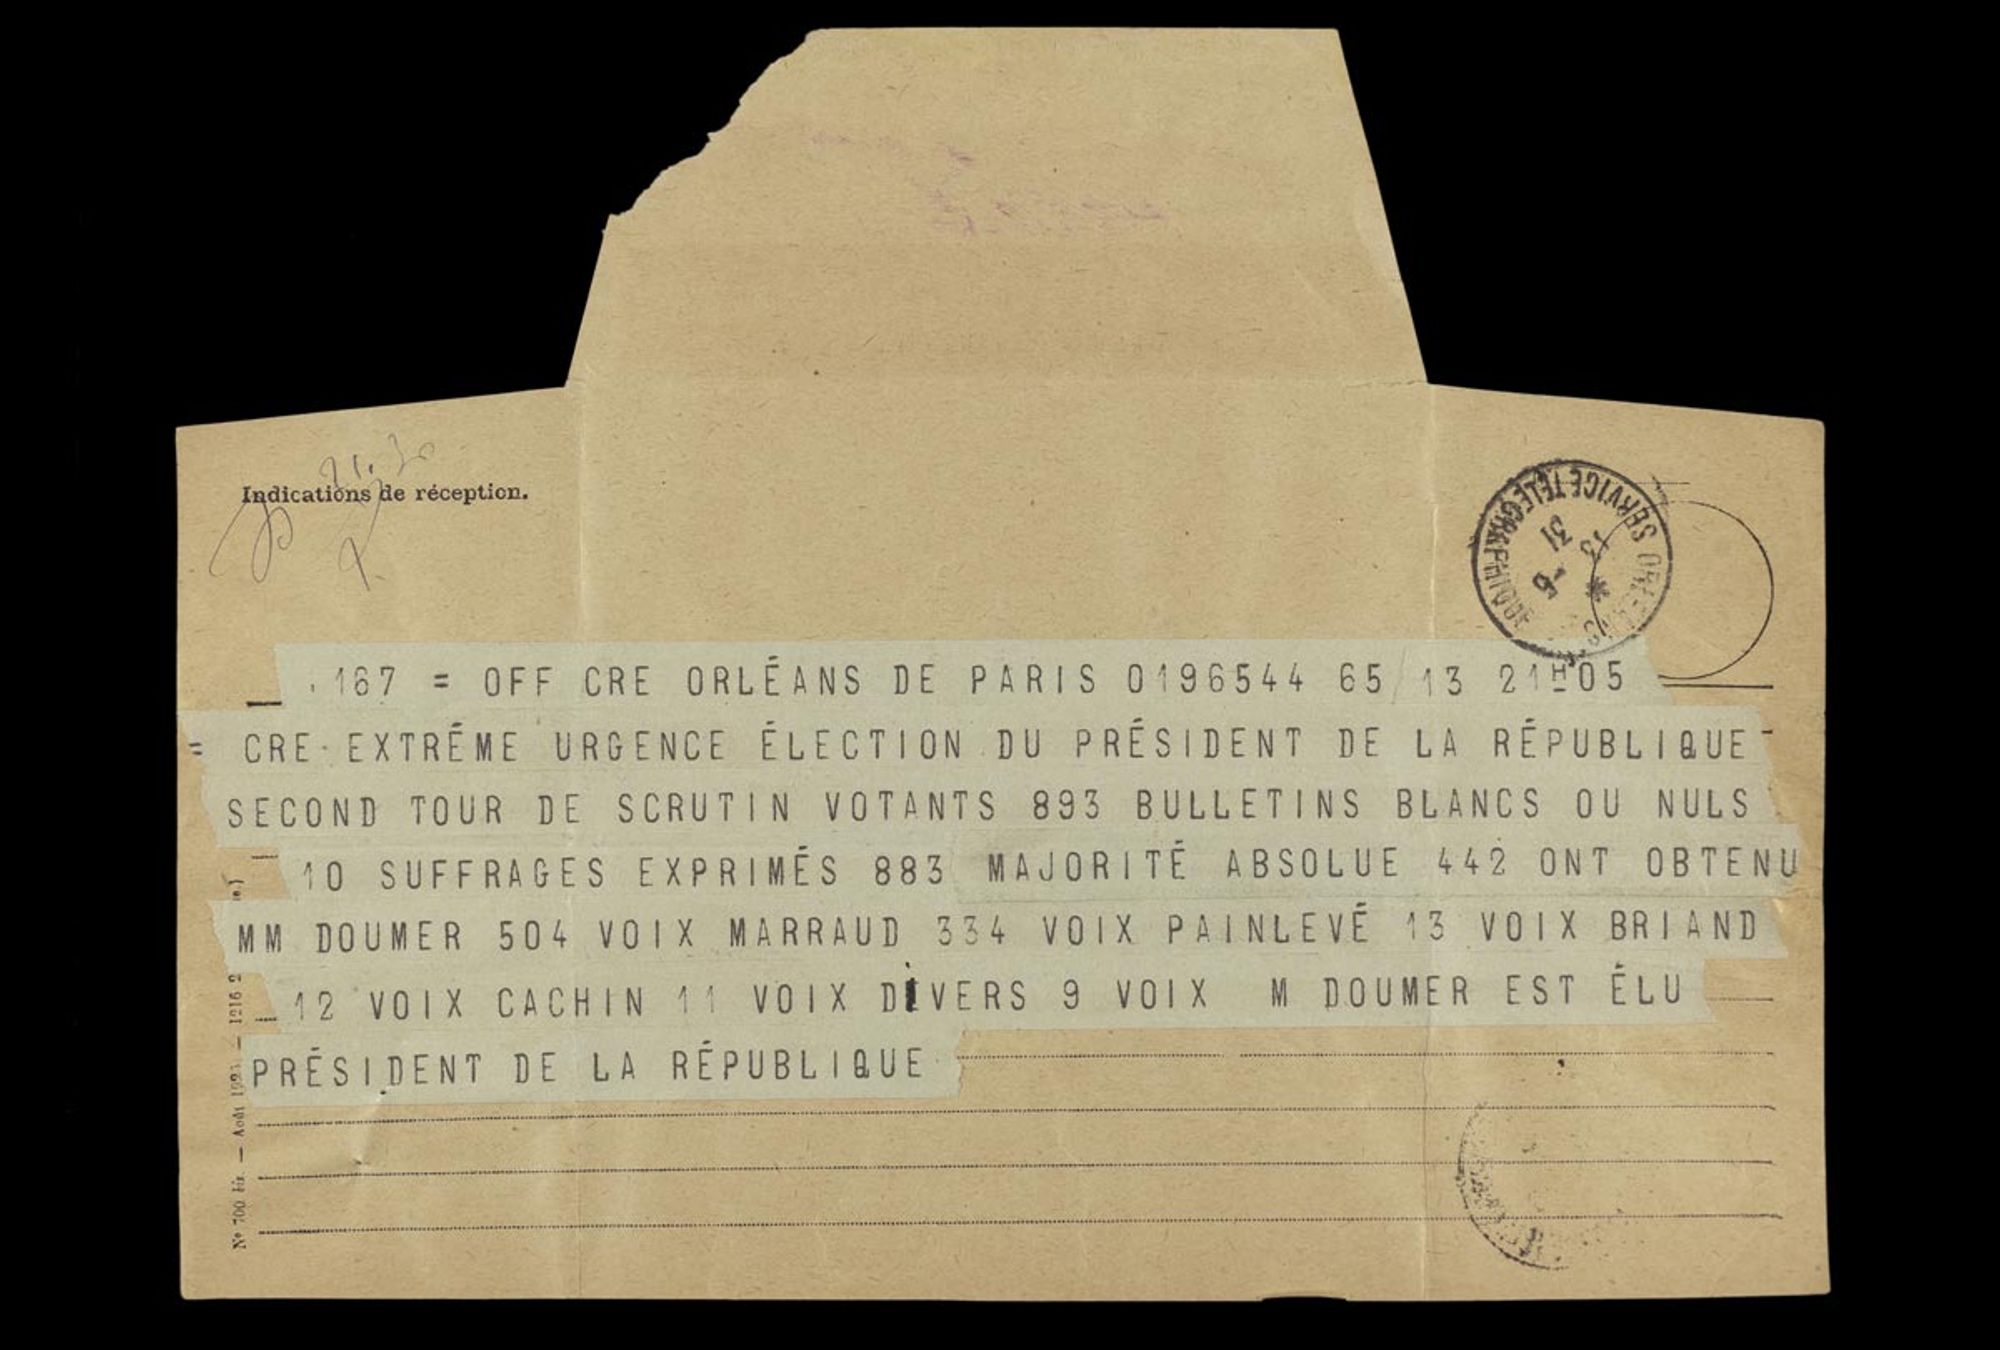 Indications de réception.
SERVICE TÉLÉGRAPHIQUE
167 = OFF CRE ORLÉANS DE PARIS 0196544 65 / 13 21H05
= CRE EXTRÉME URGENCE ÉLECTION DU PRÉSIDENT DE LA RÉPUBLIQUE -
SECOND TOUR DE SCRUTIN VOTANTS 893 BULLETINS BLANCS OU NULS
10 SUFFRAGES EXPRIMÉS 883 MAJORITÉ ABSOLUE 442 ONT OBTENU
MM DOUMER 504 VOIX MARRAUD 334 VOIX PAINLEVÉ 13 VOIX BRIAND
12 VOIX CACHIN 11 VOIX DIVERS 9 VOIX M DOUMER EST ÉLU
PRÉSIDENT DE LA RÉPUBLIQUE